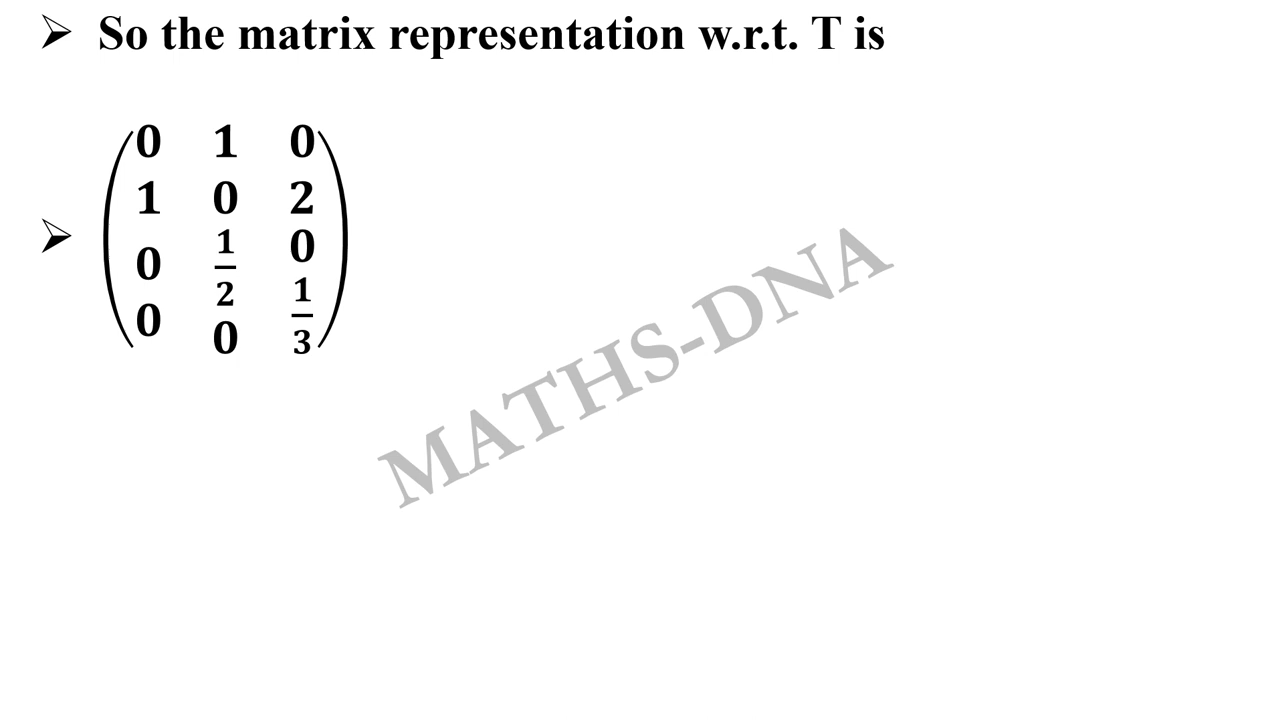 ➢ So the matrix representation w.r.t. T is
➢
0 1 0
1 0 2
0 1/2 0
0 0 1/3
MATHS-DNA